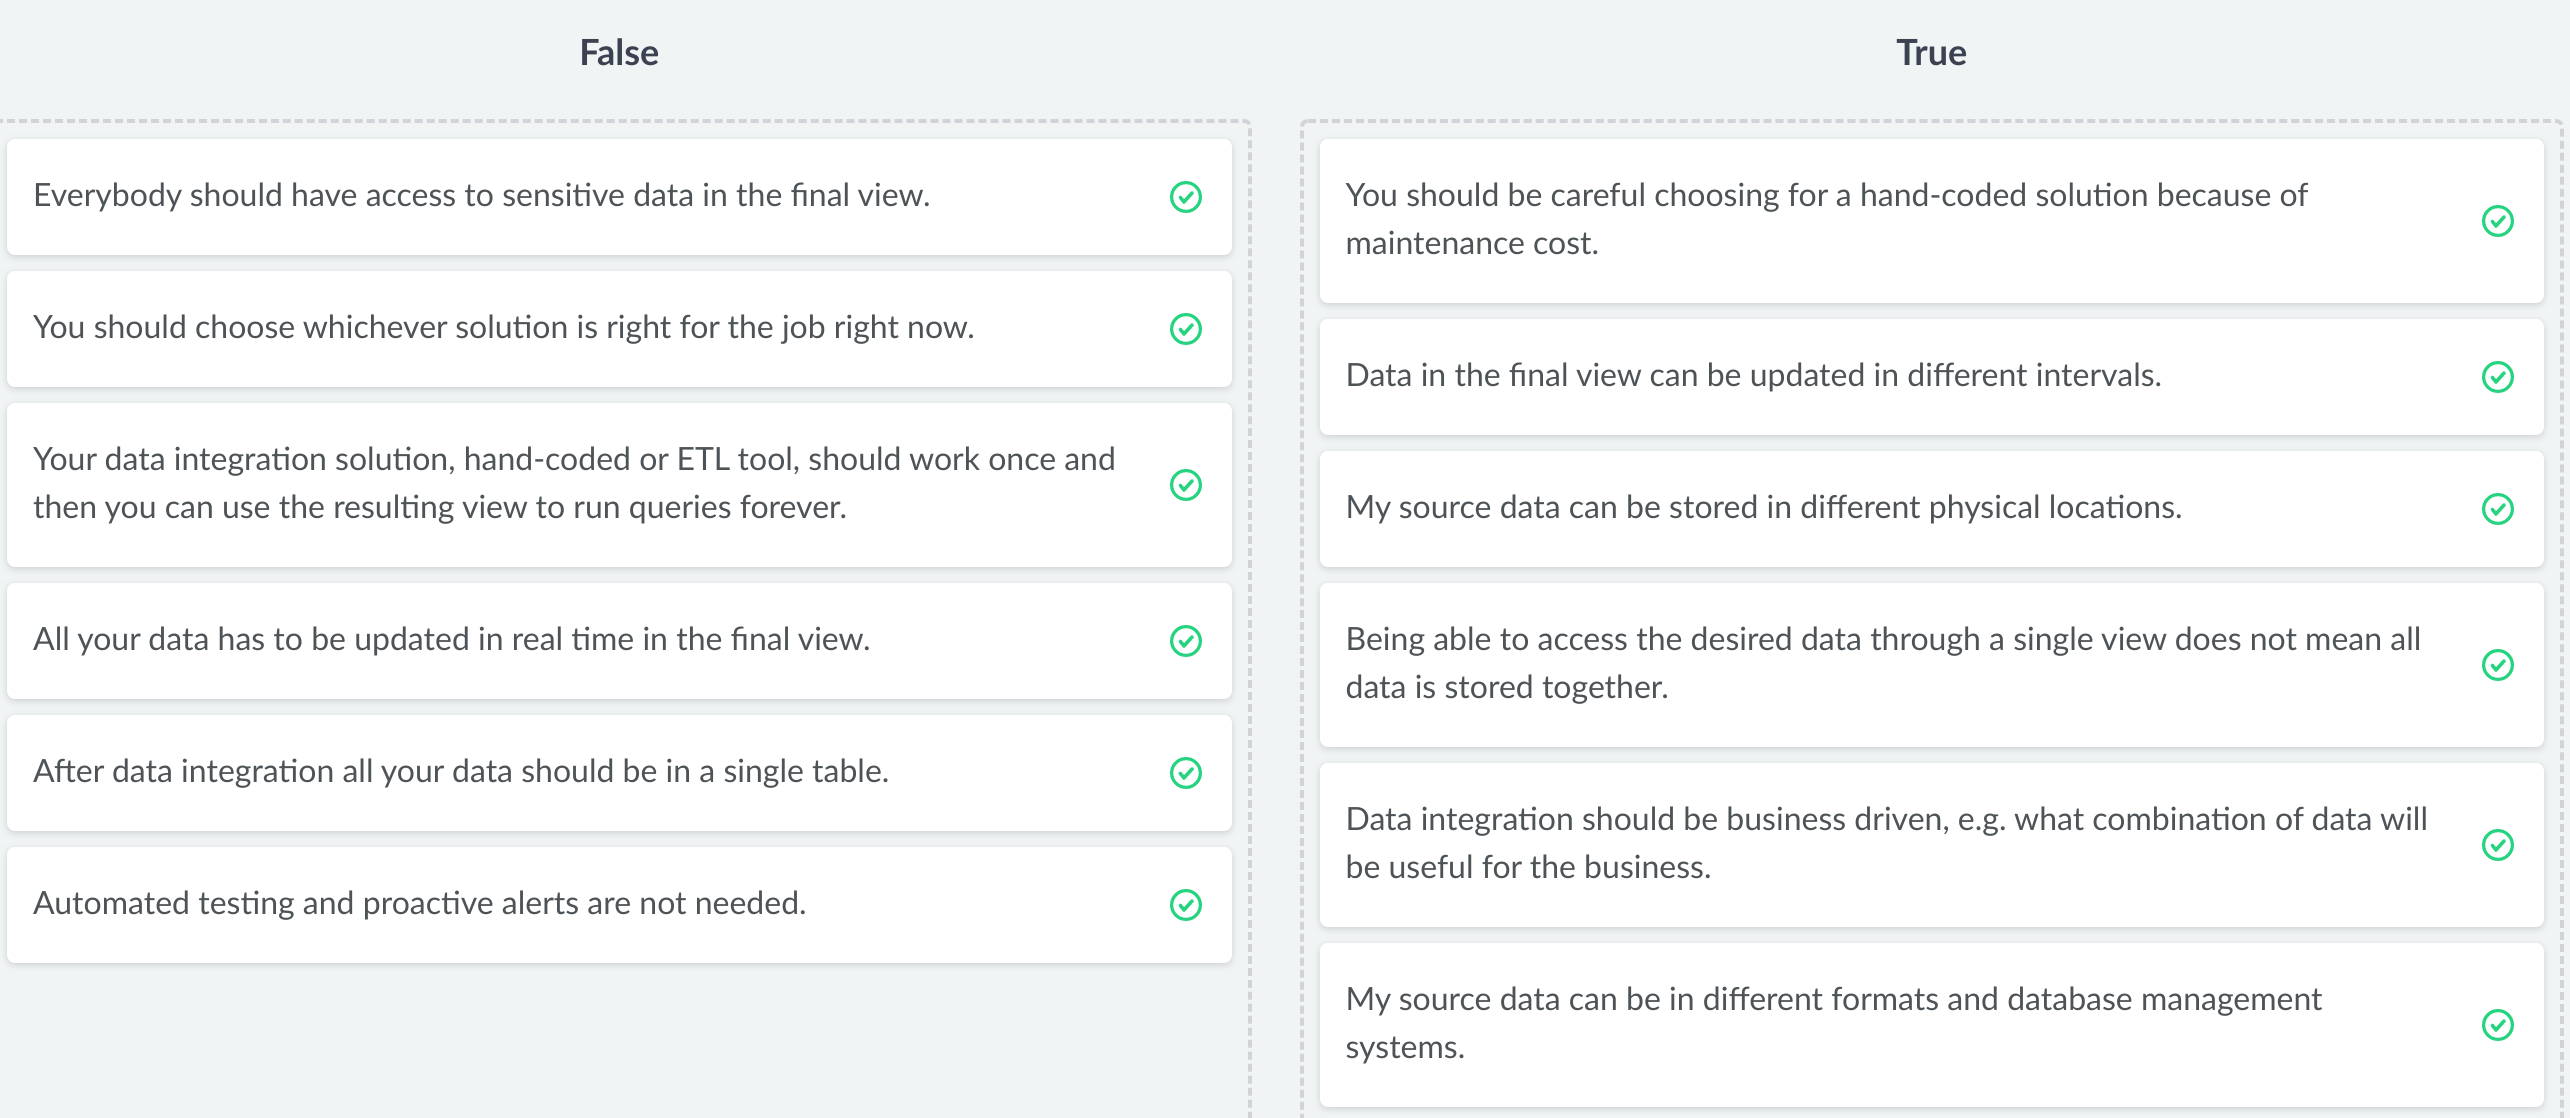 False
Everybody should have access to sensitive data in the final view.
You should choose whichever solution is right for the job right now.
Your data integration solution, hand-coded or ETL tool, should work once and
then you can use the resulting view to run queries forever.
All your data has to be updated in real time in the final view.
After data integration all your data should be in a single table.
Automated testing and proactive alerts are not needed.
True
You should be careful choosing for a hand-coded solution because of
maintenance cost.
Data in the final view can be updated in different intervals.
My source data can be stored in different physical locations.
Being able to access the desired data through a single view does not mean all
data is stored together.
Data integration should be business driven, e.g. what combination of data will
be useful for the business.
My source data can be in different formats and database management
systems.